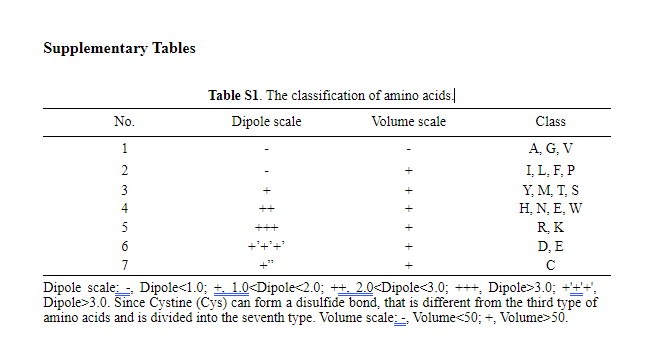 Supplementary Tables
Table S1. The classification of amino acids.
No. Dipole scale Volume scale Class
1 - - A, G, V
2 - + I, L, F, P
3 + + Y, M, T, S
4 ++ + H, N, E, W
5 +++ + R, K
6 +'+'+' + D, E
7 +" + C
Dipole scale: -, Dipole<1.0; +, 1.0<Dipole<2.0; ++, 2.0<Dipole<3.0; +++, Dipole>3.0; +'+'+',
Dipole>3.0. Since Cystine (Cys) can form a disulfide bond, that is different from the third type of
amino acids and is divided into the seventh type. Volume scale: -, Volume<50; +, Volume>50.